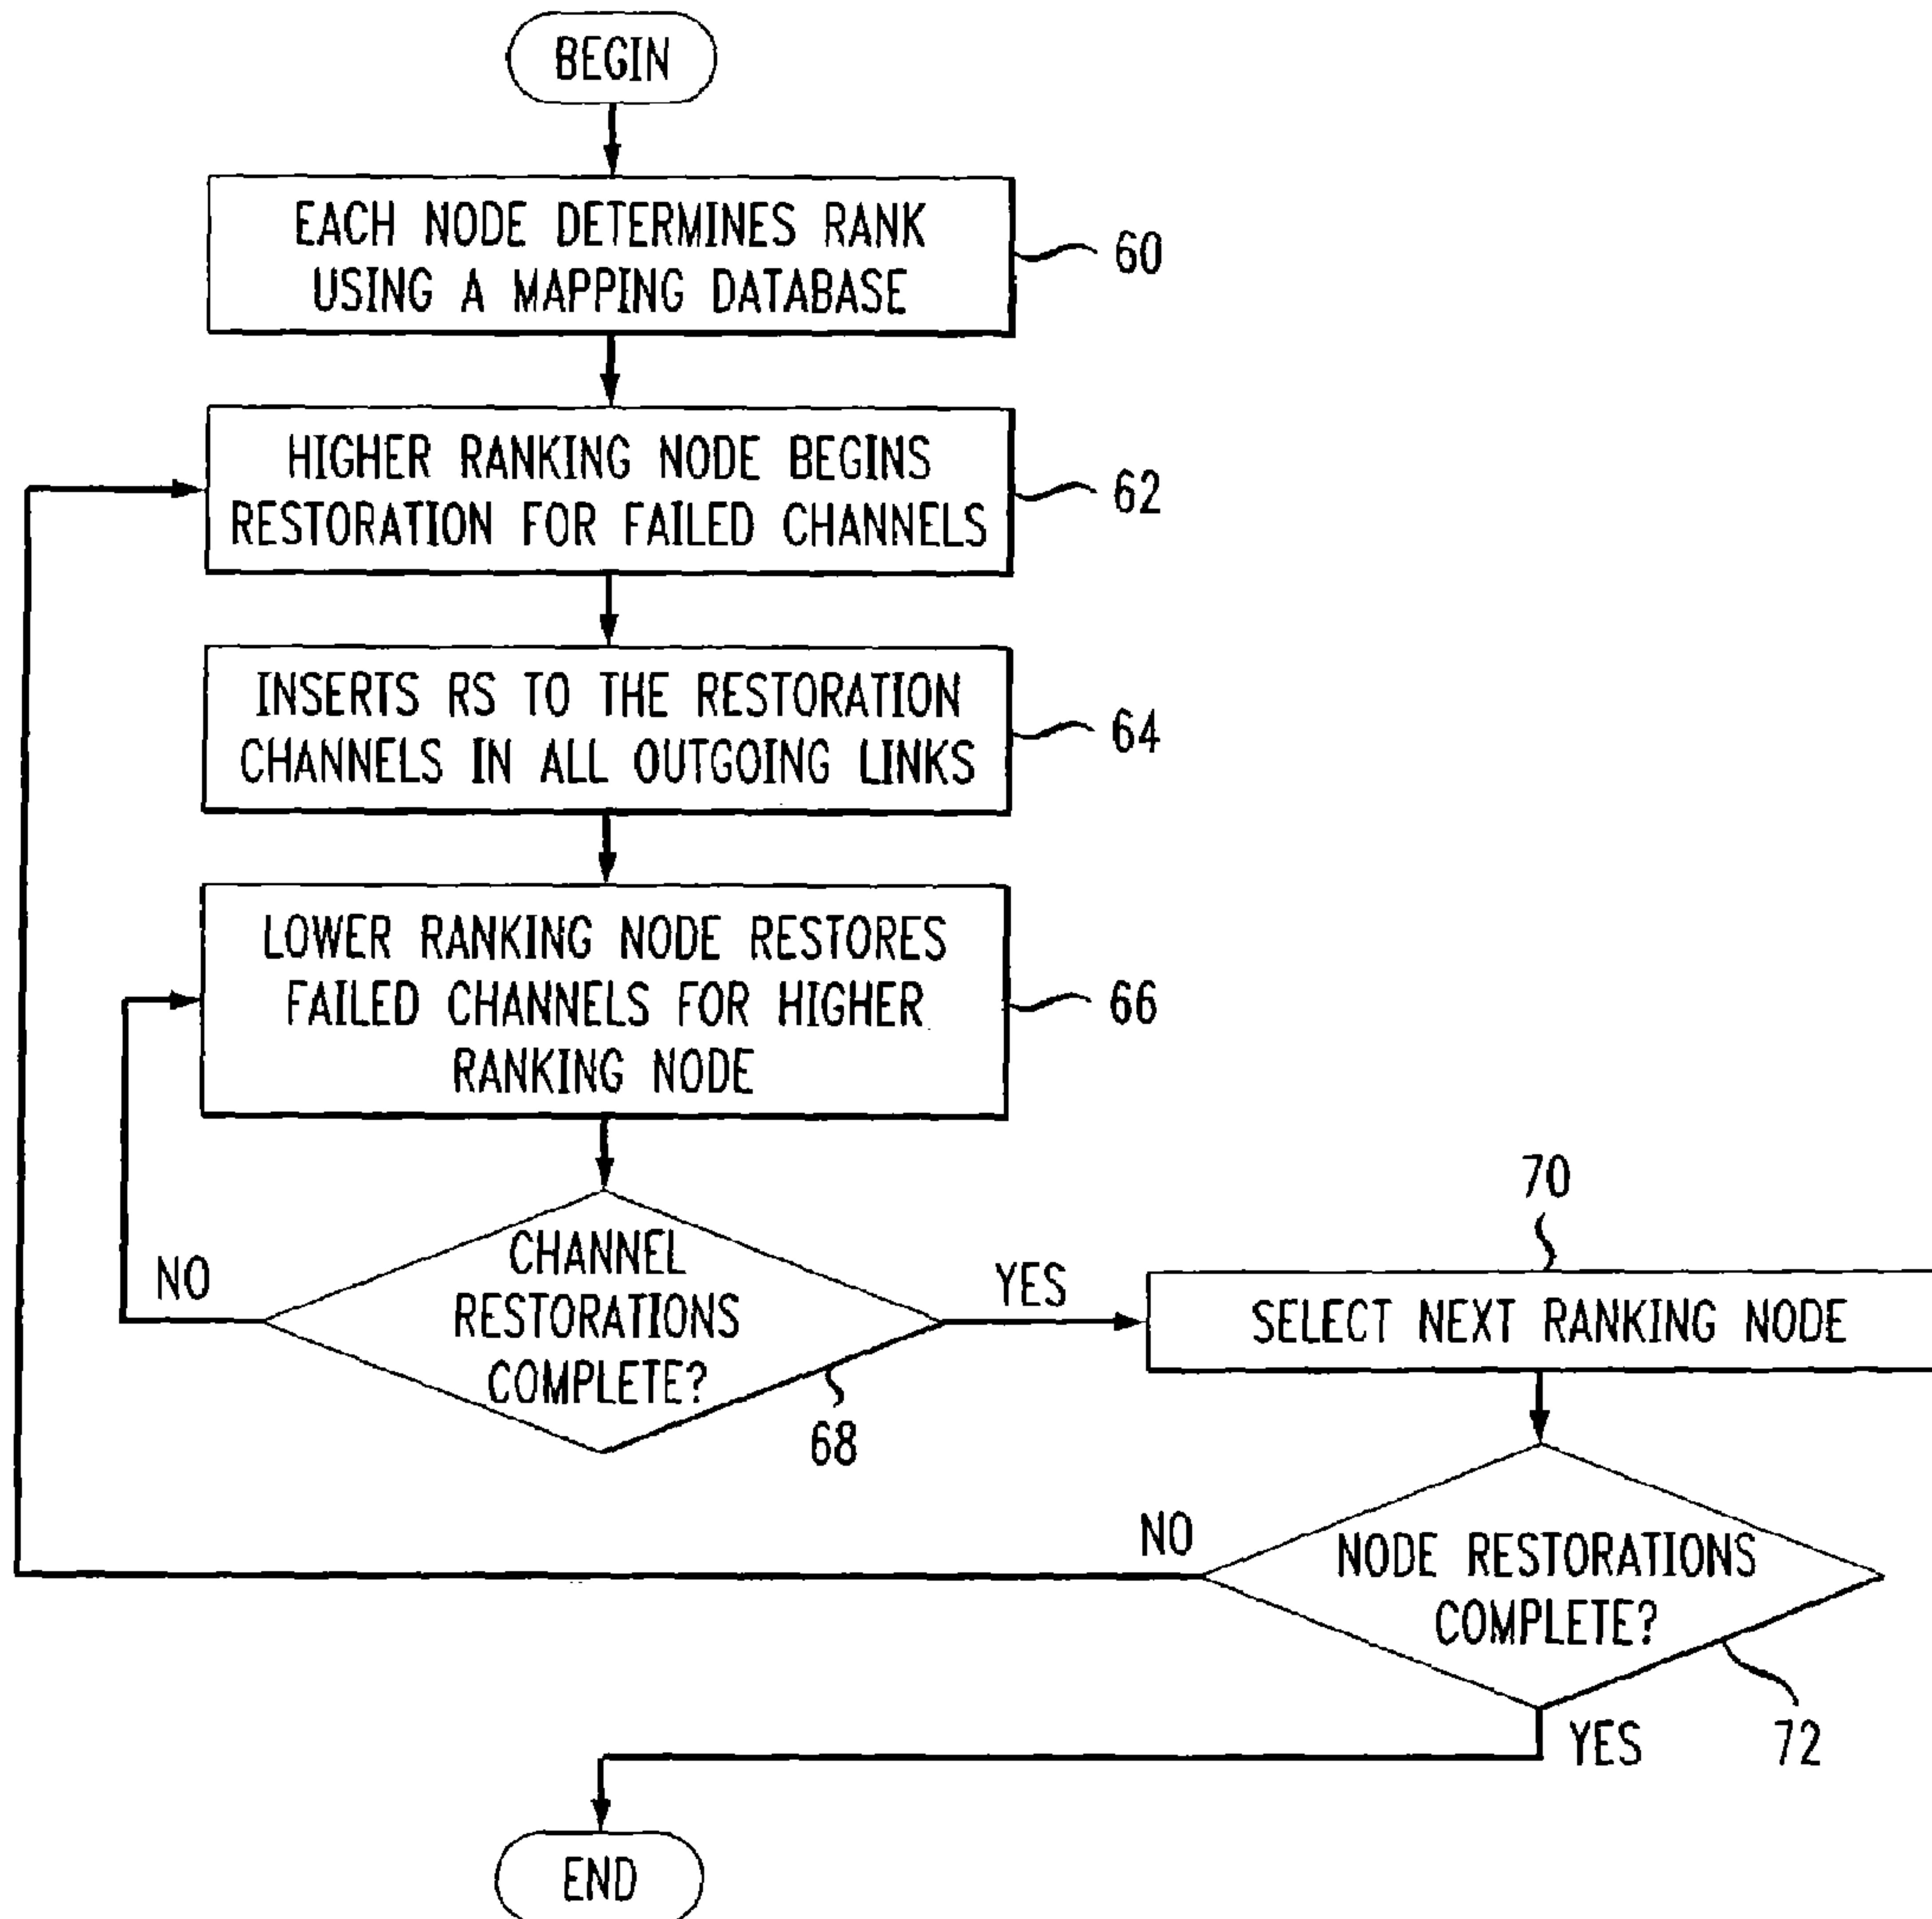 BEGIN
EACH NODE DETERMINES RANK
USING A MAPPING DATABASE
60
HIGHER RANKING NODE BEGINS
RESTORATION FOR FAILED CHANNELS
62
INSERTS RS TO THE RESTORATION
CHANNELS IN ALL OUTGOING LINKS
64
LOWER RANKING NODE RESTORES
FAILED CHANNELS FOR HIGHER
RANKING NODE
66
CHANNEL
RESTORATIONS
COMPLETE?
NO
YES
68
70
SELECT NEXT RANKING NODE
NO
NODE RESTORATIONS
COMPLETE?
YES
72
END